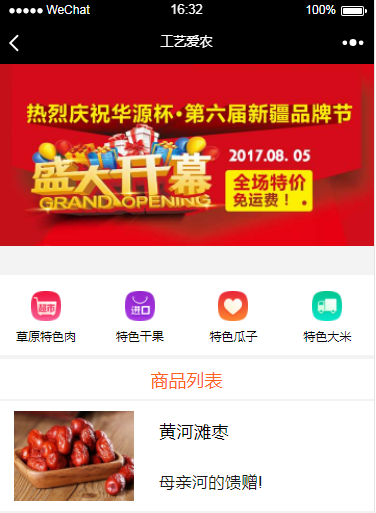 WeChat 16:32 100%
工艺爱农
热烈庆祝华源杯·第六届新疆品牌节
盛大开幕
GRAND OPENING
2017.08.05
全场特价
免运费！
超市 进口
草原特色肉 特色干果 特色瓜子 特色大米
商品列表
黄河滩枣
母亲河的馈赠!